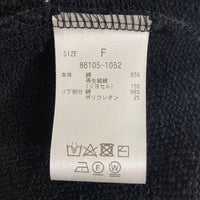 SIZE F
86105-1052
本体 綿 85%
再生繊維
(リヨセル) 15%
リブ部分 綿 98%
ポリウレタン 2%